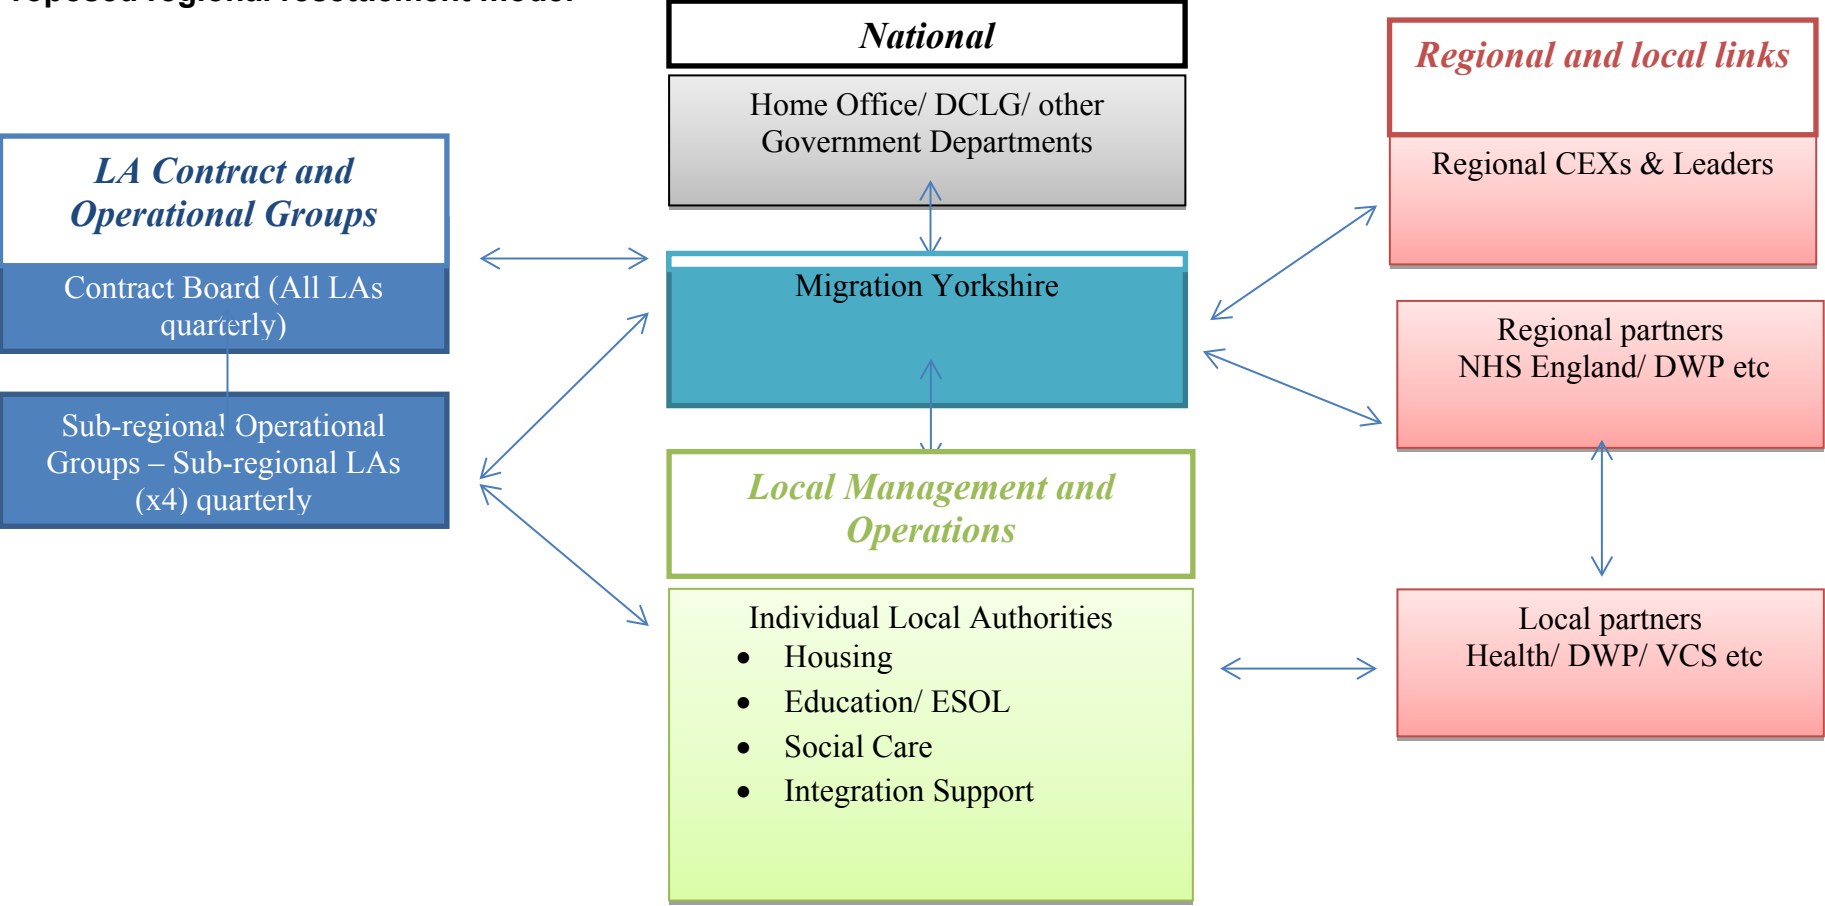 National
Home Office/ DCLG/ other
Government Departments
Regional and local links
Regional CEXs & Leaders
LA Contract and
Operational Groups
Contract Board (All LAs
quarterly)
Migration Yorkshire
Regional partners
NHS England/ DWP etc
Sub-regional Operational
Groups – Sub-regional LAs
(x4) quarterly
Local Management and
Operations
Individual Local Authorities
• Housing
• Education/ ESOL
• Social Care
• Integration Support
Local partners
Health/ DWP/ VCS etc